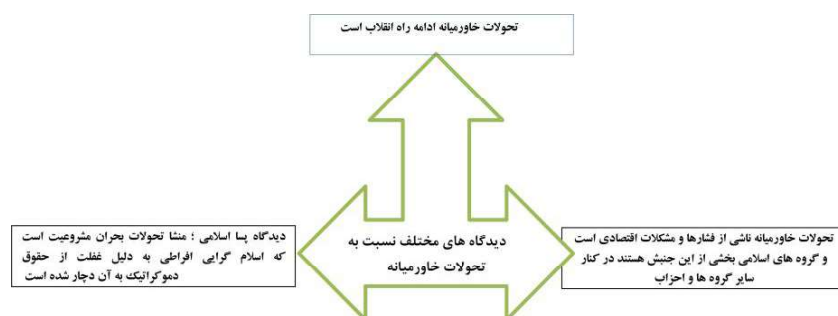 تحولات خاورمیانه ادامه راه انقلاب است
تحولات خاورمیانه ناشی از فشارها و مشکلات اقتصادی است
و گروه های اسلامی بخشی از این جنبش هستند در کنار
سایر گروه ها و احزاب
دیدگاه های مختلف نسبت به
تحولات خاورمیانه
دیدگاه پسا اسلامی ؛ منشا تحولات بحران مشروعیت است
که اسلام گرایی افراطی به دلیل غفلت از حقوق
دموکراتیک به آن دچار شده است